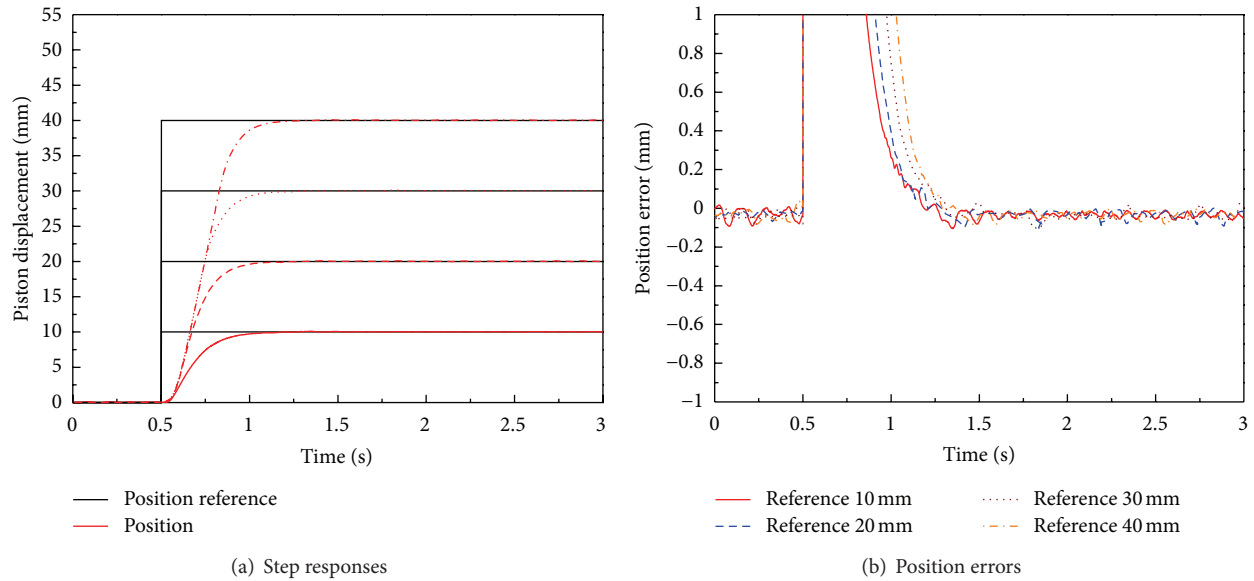 55
50
45
40
35
30
25
20
15
10
5
0
Piston displacement (mm)
0 0.5 1 1.5 2 2.5 3
Time (s)
Position reference
Position
(a) Step responses
1
0.8
0.6
0.4
0.2
0
−0.2
−0.4
−0.6
−0.8
−1
Position error (mm)
0 0.5 1 1.5 2 2.5 3
Time (s)
Reference 10 mm
Reference 20 mm
Reference 30 mm
Reference 40 mm
(b) Position errors